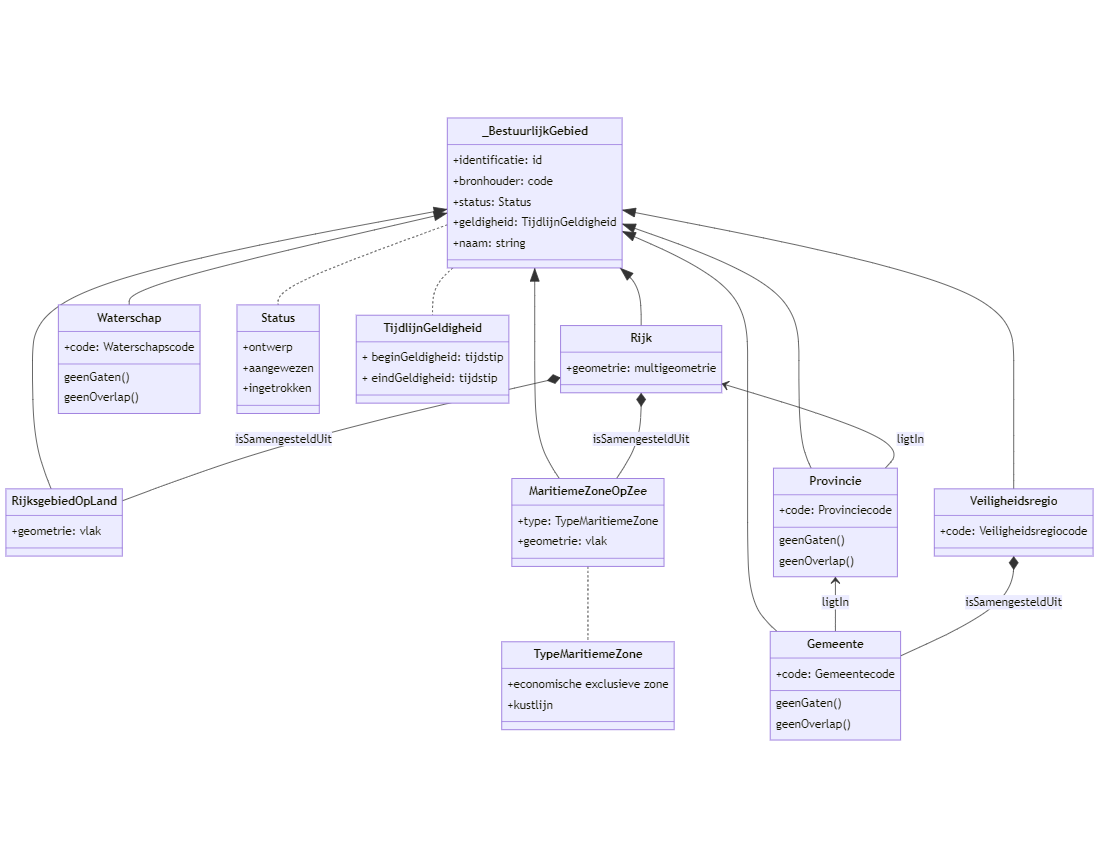 _BestuurlijkGebied
+identificatie: id
+bronhouder: code
+status: Status
+geldigheid: TijdlijnGeldigheid
+naam: string
Waterschap
+code: Waterschapscode
geenGaten()
geenOverlap()
Status
+ontwerp
+aangewezen
+ingetrokken
TijdlijnGeldigheid
+ beginGeldigheid: tijdstip
+ eindGeldigheid: tijdstip
Rijk
+geometrie: multigeometrie
isSamengesteldUit
isSamengesteldUit
ligtIn
RijksgebiedOpLand
+geometrie: vlak
MaritiemeZoneOpZee
+type: TypeMaritiemeZone
+geometrie: vlak
Provincie
+code: Provinciecode
geenGaten()
geenOverlap()
Veiligheidsregio
+code: Veiligheidsregiocode
ligtIn
isSamengesteldUit
TypeMaritiemeZone
+economische exclusieve zone
+kustlijn
Gemeente
+code: Gemeentecode
geenGaten()
geenOverlap()